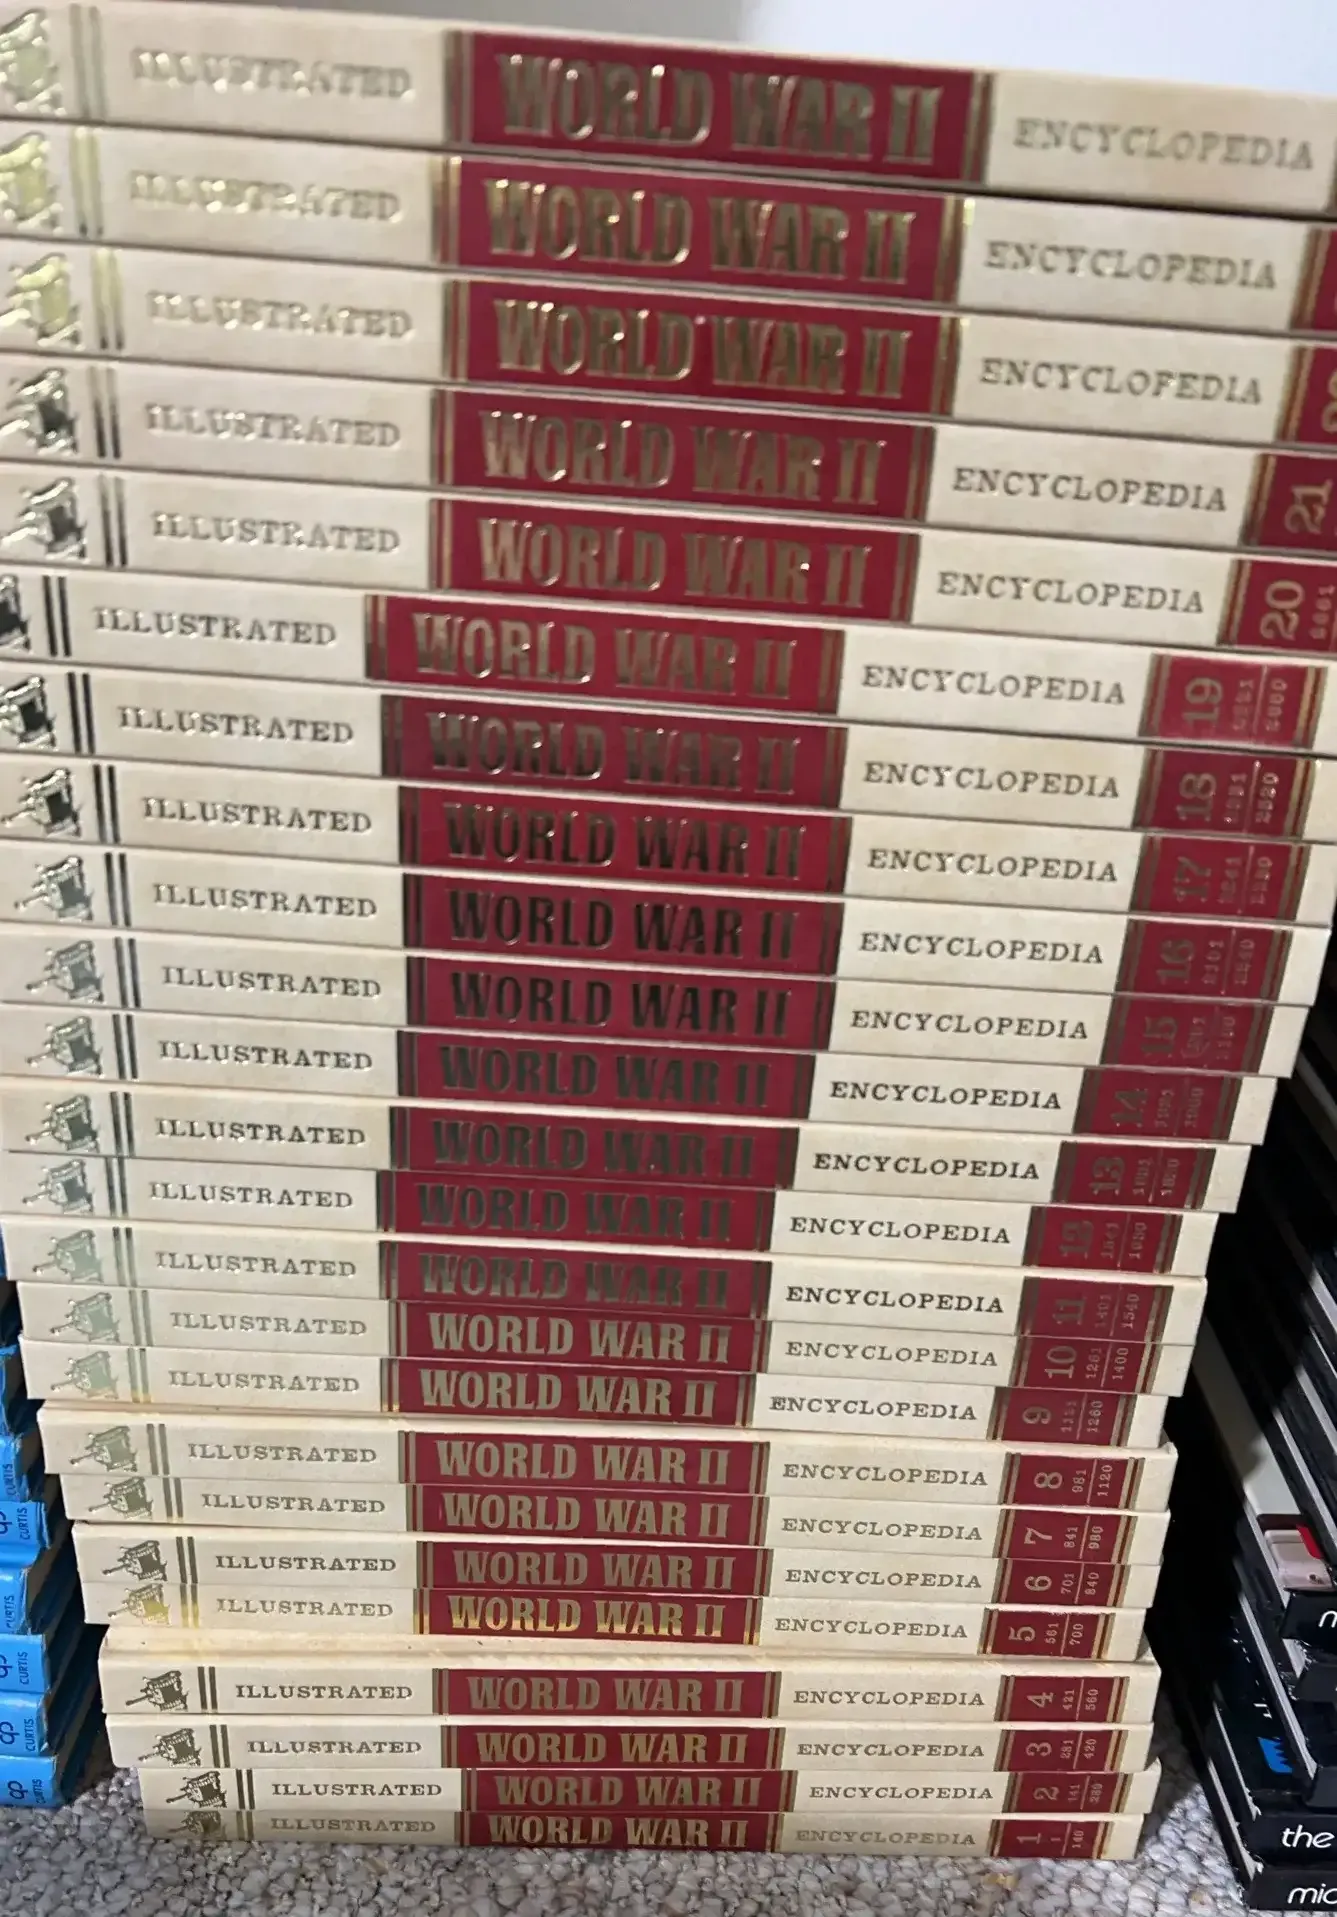 ILLUSTRATED WORLD WAR II ENCYCLOPEDIA
ILLUSTRATED WORLD WAR II ENCYCLOPEDIA
ILLUSTRATED WORLD WAR II ENCYCLOPEDIA
ILLUSTRATED WORLD WAR II ENCYCLOPEDIA 21
ILLUSTRATED WORLD WAR II ENCYCLOPEDIA 20
ILLUSTRATED WORLD WAR II ENCYCLOPEDIA 19
ILLUSTRATED WORLD WAR II ENCYCLOPEDIA 18
ILLUSTRATED WORLD WAR II ENCYCLOPEDIA 17
ILLUSTRATED WORLD WAR II ENCYCLOPEDIA 16
ILLUSTRATED WORLD WAR II ENCYCLOPEDIA 15
ILLUSTRATED WORLD WAR II ENCYCLOPEDIA 14
ILLUSTRATED WORLD WAR II ENCYCLOPEDIA 13
ILLUSTRATED WORLD WAR II ENCYCLOPEDIA 12
ILLUSTRATED WORLD WAR II ENCYCLOPEDIA 11 1401 1540
ILLUSTRATED WORLD WAR II ENCYCLOPEDIA 10 1261 1400
ILLUSTRATED WORLD WAR II ENCYCLOPEDIA 9 1121 1260
ILLUSTRATED WORLD WAR II ENCYCLOPEDIA 8 981 1120
ILLUSTRATED WORLD WAR II ENCYCLOPEDIA 7 841 980
ILLUSTRATED WORLD WAR II ENCYCLOPEDIA 6 701 840
ILLUSTRATED WORLD WAR II ENCYCLOPEDIA 5 561 700
ILLUSTRATED WORLD WAR II ENCYCLOPEDIA 4 421 560
ILLUSTRATED WORLD WAR II ENCYCLOPEDIA 3 281 420
ILLUSTRATED WORLD WAR II ENCYCLOPEDIA 2 141 280
ILLUSTRATED WORLD WAR II ENCYCLOPEDIA 1 1 140
CURTIS
CURTIS
CURTIS
CURTIS
CURTIS
CURTIS
the